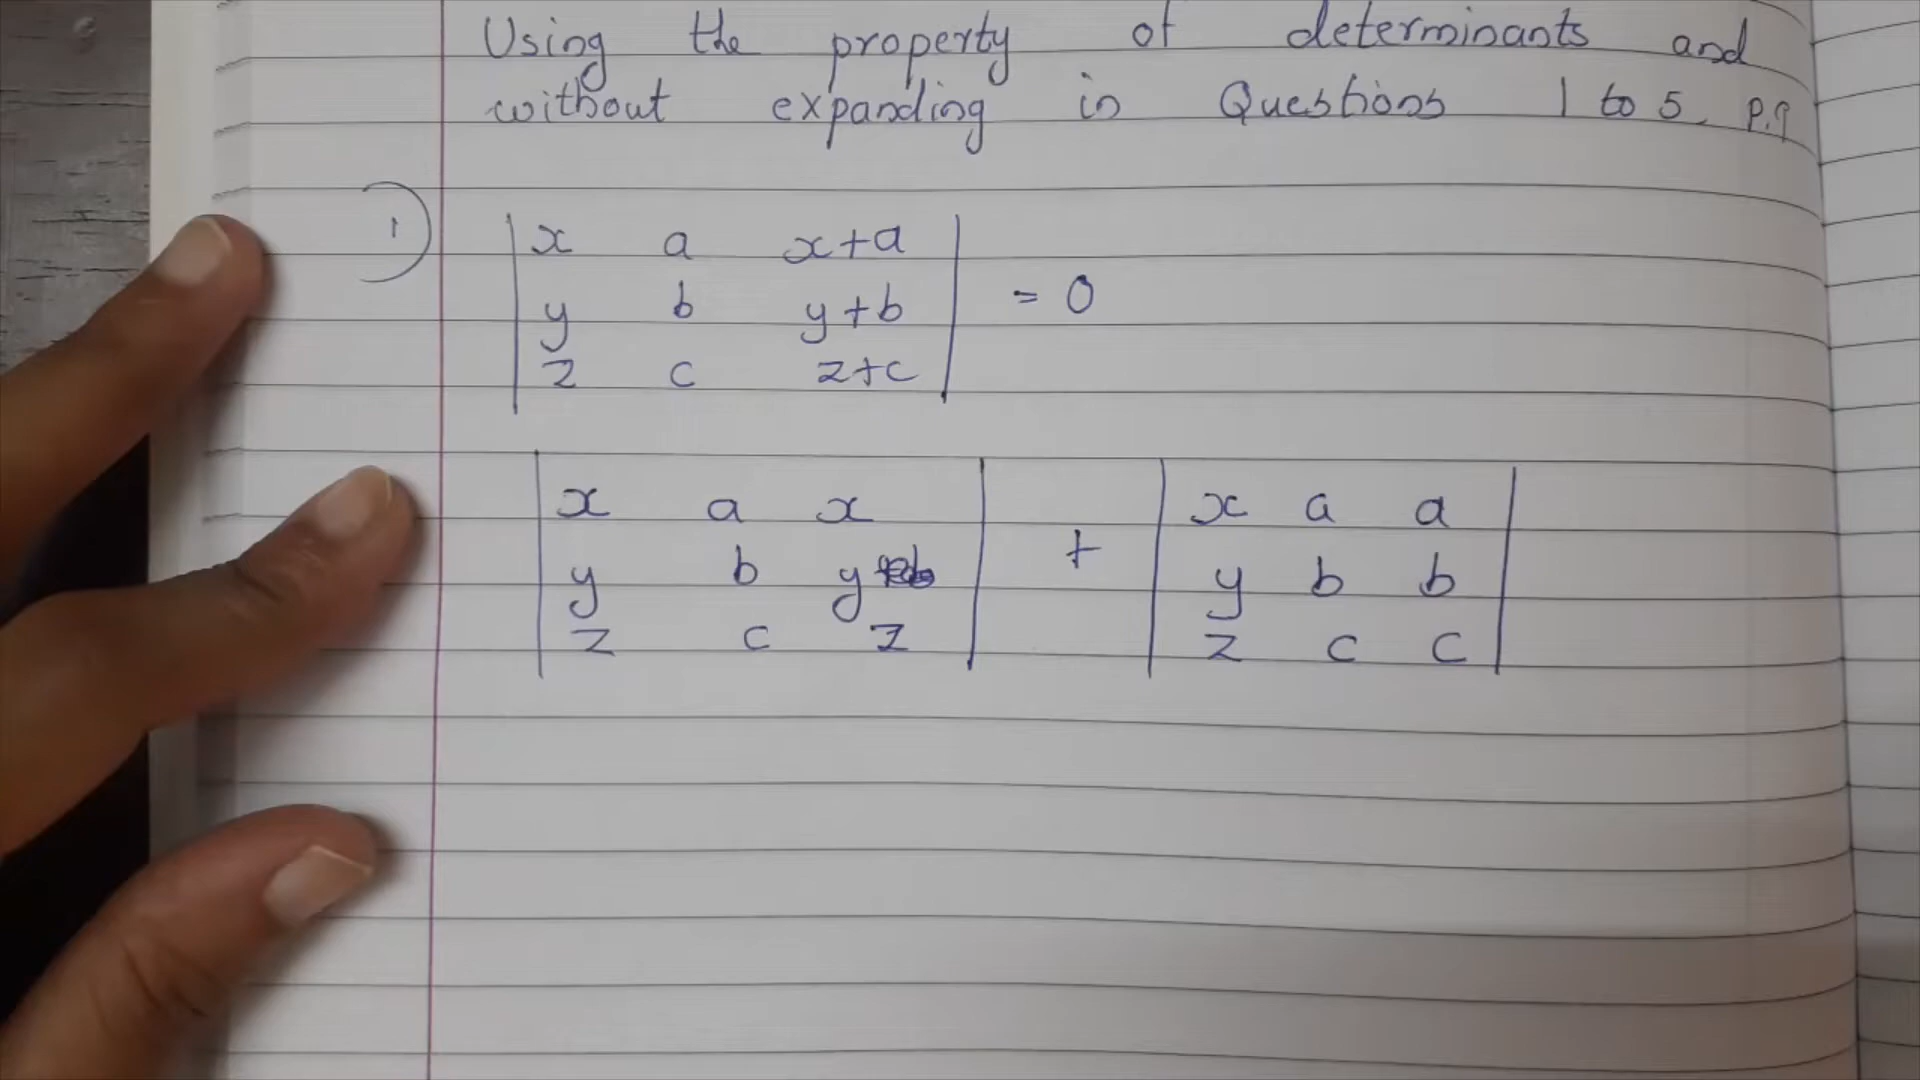 Using the property of determinants and
without expanding in Questions 1 to 5, p.q
1)
| x a x+a |
| y b y+b | = 0
| z c z+c |
| x a x | | x a a |
| y b y | + | y b b |
| z c z | | z c c |